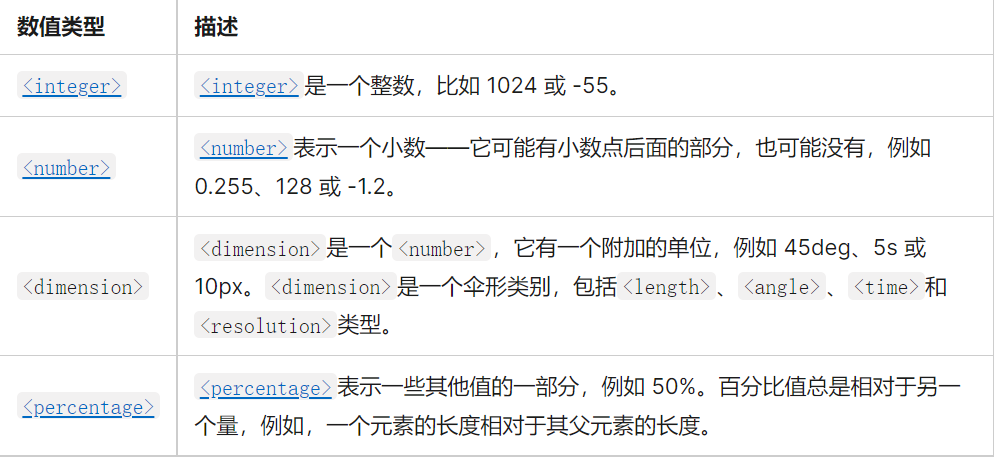 数值类型 描述
<integer> <integer>是一个整数，比如 1024 或 -55。
<number> <number>表示一个小数——它可能有小数点后面的部分，也可能没有，例如
0.255、128 或 -1.2。
<dimension> <dimension>是一个<number>，它有一个附加的单位，例如 45deg、5s 或
10px。<dimension>是一个伞形类别，包括<length>、<angle>、<time>和
<resolution>类型。
<percentage> <percentage>表示一些其他值的一部分，例如 50%。百分比值总是相对于另一
个量，例如，一个元素的长度相对于其父元素的长度。